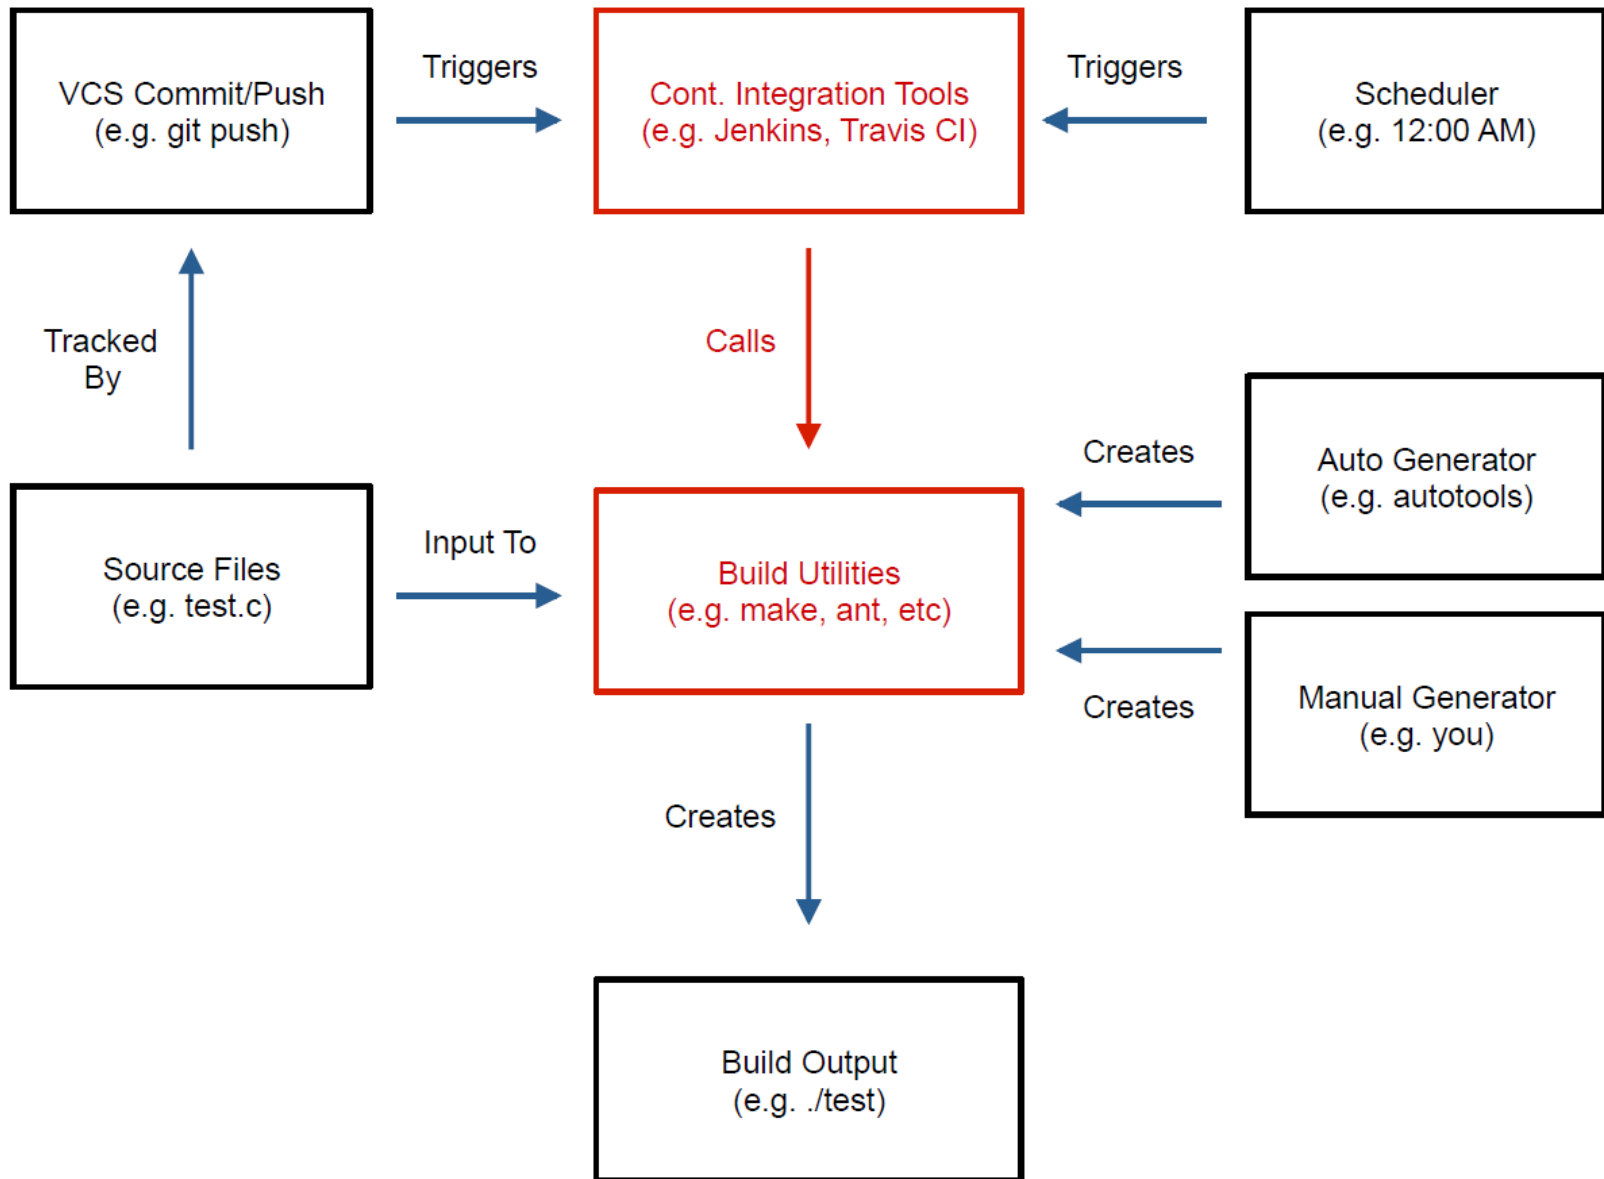 VCS Commit/Push
(e.g. git push)
Triggers
Cont. Integration Tools
(e.g. Jenkins, Travis CI)
Triggers
Scheduler
(e.g. 12:00 AM)
Tracked
By
Calls
Source Files
(e.g. test.c)
Input To
Build Utilities
(e.g. make, ant, etc)
Creates
Auto Generator
(e.g. autotools)
Creates
Manual Generator
(e.g. you)
Creates
Build Output
(e.g. ./test)